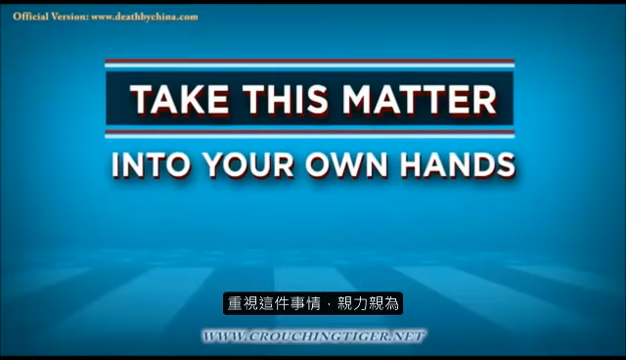 Official Version: www.deathbychina.com
TAKE THIS MATTER
INTO YOUR OWN HANDS
重視這件事情，親力親為
WWW.CROUCHINGTIGER.NET